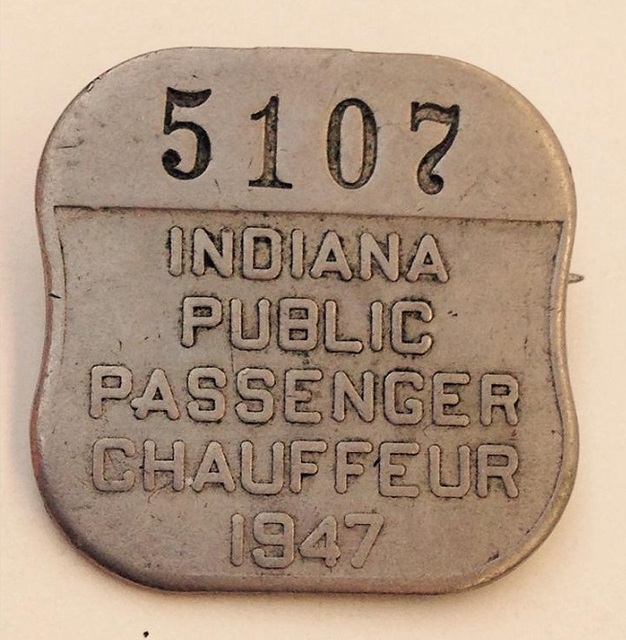 5107
INDIANA
PUBLIC
PASSENGER
CHAUFFEUR
1947